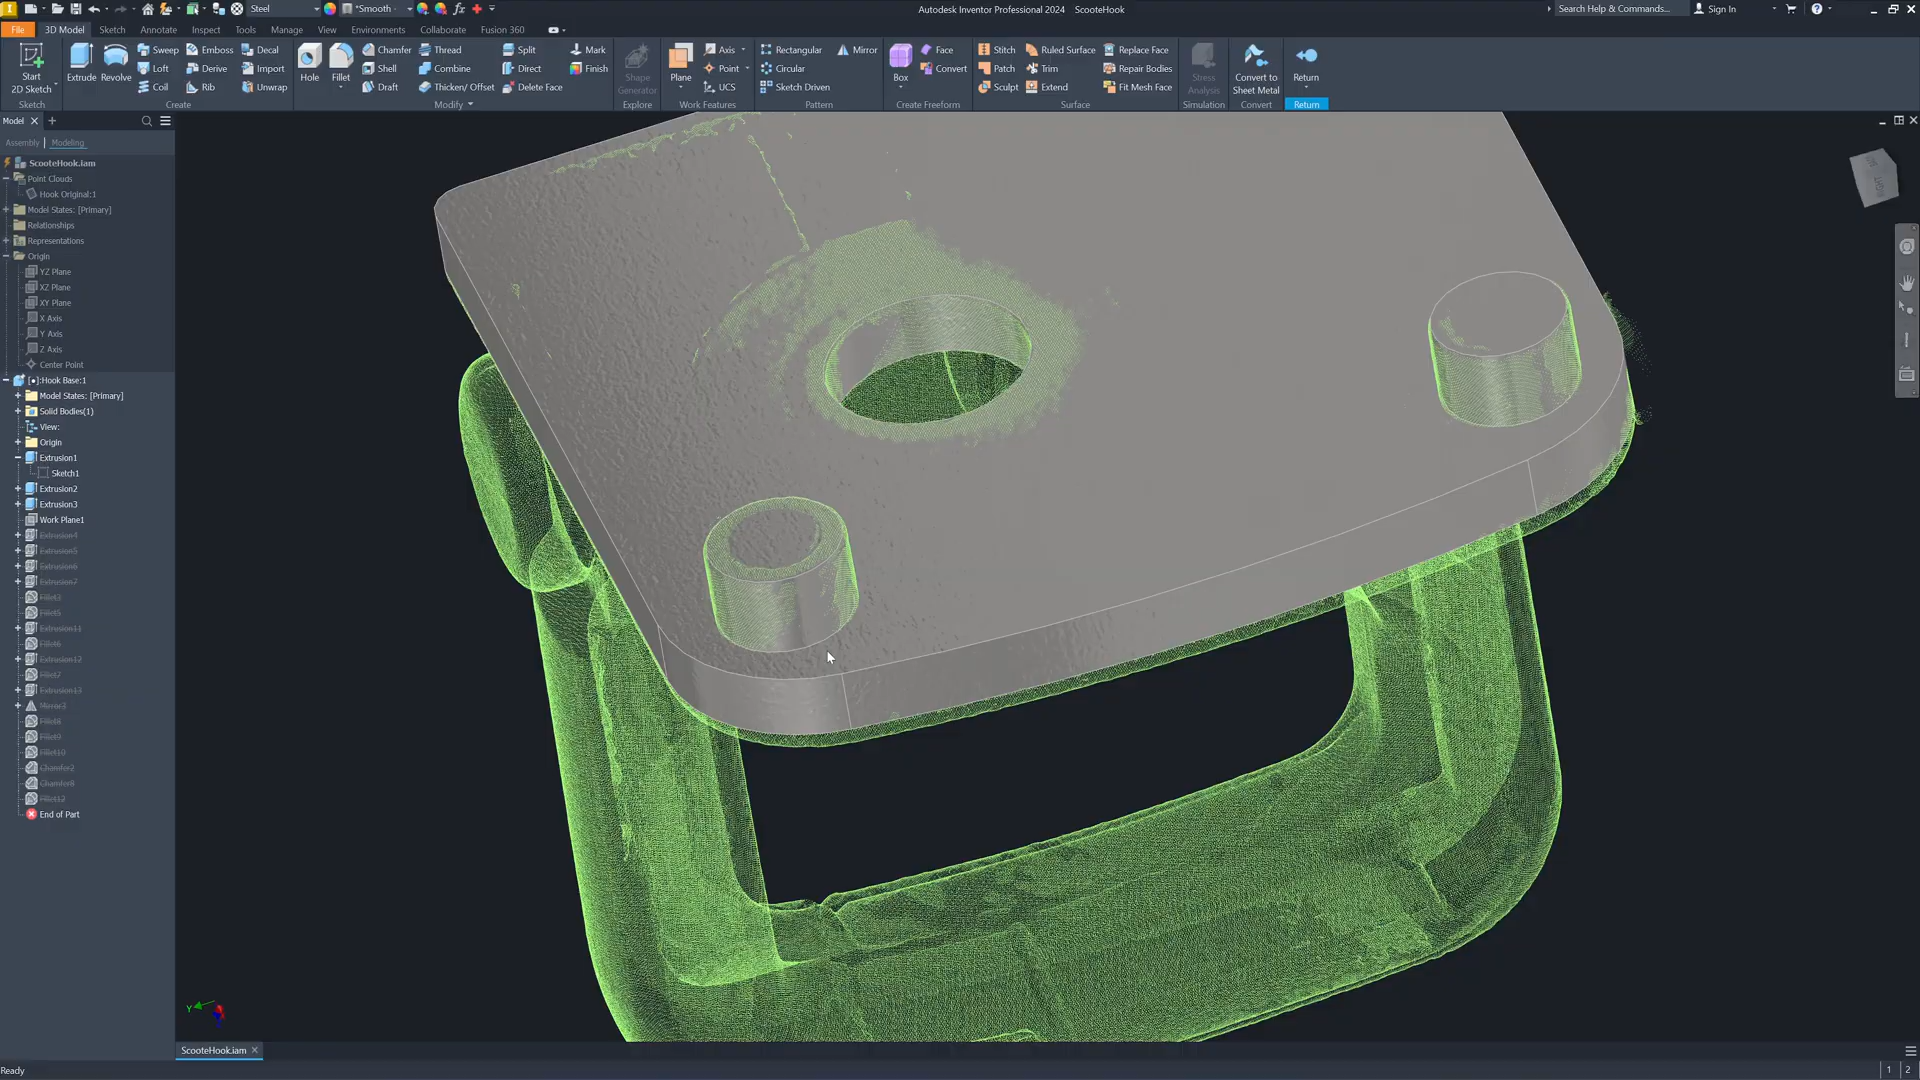 Steel
*Smooth
Autodesk Inventor Professional 2024 ScooteHook
Search Help & Commands...
Sign In
File
3D Model
Sketch
Annotate
Inspect
Tools
Manage
View
Environments
Collaborate
Fusion 360
Start
2D Sketch
Sketch
Extrude
Revolve
Sweep
Loft
Coil
Emboss
Derive
Rib
Decal
Import
Unwrap
Create
Hole
Fillet
Chamfer
Shell
Draft
Thread
Combine
Thicken/ Offset
Split
Direct
Delete Face
Modify
Mark
Finish
Shape
Generator
Explore
Plane
Axis
Point
UCS
Work Features
Rectangular
Circular
Sketch Driven
Mirror
Pattern
Box
Face
Convert
Create Freeform
Stitch
Patch
Sculpt
Ruled Surface
Trim
Extend
Replace Face
Repair Bodies
Fit Mesh Face
Surface
Stress
Analysis
Simulation
Convert to
Sheet Metal
Convert
Return
Return
Model
Assembly
Modeling
ScooteHook.iam
Point Clouds
Hook Original:1
Model States: [Primary]
Relationships
Representations
Origin
YZ Plane
XZ Plane
XY Plane
X Axis
Y Axis
Z Axis
Center Point
[●]:Hook Base:1
Model States: [Primary]
Solid Bodies(1)
View:
Origin
Extrusion1
Sketch1
Extrusion2
Extrusion3
Work Plane1
Extrusion4
Extrusion5
Extrusion6
Extrusion7
Fillet3
Fillet5
Extrusion11
Fillet6
Extrusion12
Fillet7
Extrusion13
Mirror3
Fillet8
Fillet9
Fillet10
Chamfer2
Chamfer8
Fillet12
End of Part
RIGHT
Y
ScooteHook.iam
Ready
1
2